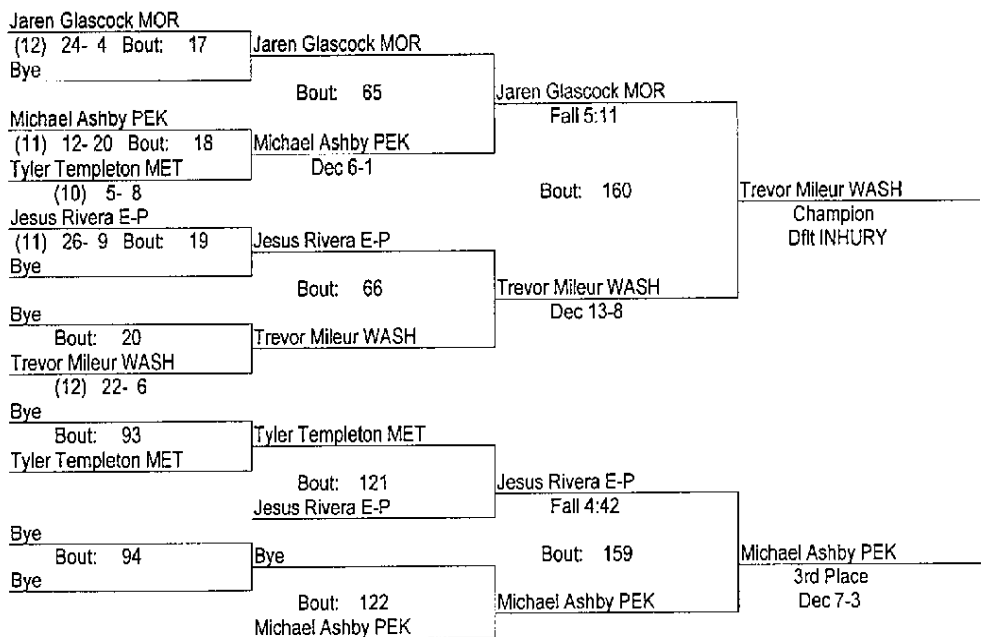 Jaren Glascock MOR
(12) 24- 4 Bout: 17
Bye
Michael Ashby PEK
(11) 12- 20 Bout: 18
Tyler Templeton MET
(10) 5- 8
Jesus Rivera E-P
(11) 26- 9 Bout: 19
Bye
Bye
Bout: 20
Trevor Mileur WASH
(12) 22- 6
Bye
Bout: 93
Tyler Templeton MET
Bye
Bout: 94
Bye
Jaren Glascock MOR
Bout: 65
Michael Ashby PEK
Dec 6-1
Jesus Rivera E-P
Bout: 66
Trevor Mileur WASH
Tyler Templeton MET
Bout: 121
Jesus Rivera E-P
Bye
Bout: 122
Michael Ashby PEK
Jaren Glascock MOR
Fall 5:11
Bout: 160
Trevor Mileur WASH
Dec 13-8
Jesus Rivera E-P
Fall 4:42
Bout: 159
Michael Ashby PEK
Trevor Mileur WASH
Champion
Dflt INHURY
Michael Ashby PEK
3rd Place
Dec 7-3